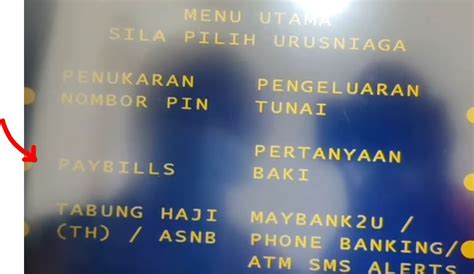 MENU UTAMA
SILA PILIH URUSNIAGA
PENUKARAN
NOMBOR PIN
PENGELUARAN
TUNAI
PAYBILLS
PERTANYAAN
BAKI
TABUNG HAJI
(TH) / ASNB
MAYBANK2U /
PHONE BANKING/
ATM SMS ALERTS